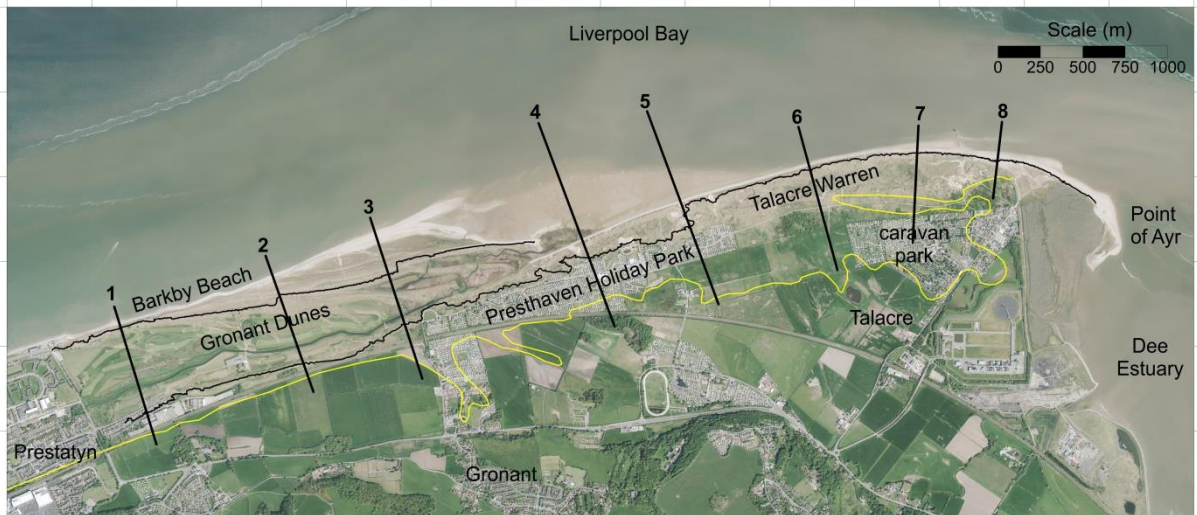 Liverpool Bay
Scale (m)
0 250 500 750 1000
4
5
6
7
8
3
2
1
Barkby Beach
Gronant Dunes
Presthaven Holiday Park
Talacre Warren
caravan
park
Point
of Ayr
Talacre
Dee
Estuary
Prestatyn
Gronant